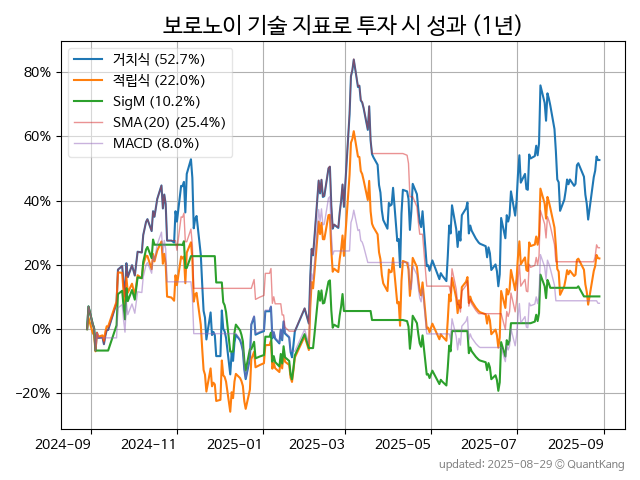 보로노이 기술 지표로 투자 시 성과 (1년)
거치식 (52.7%)
적립식 (22.0%)
SigM (10.2%)
SMA(20) (25.4%)
MACD (8.0%)
80%
60%
40%
20%
0%
−20%
2024-09 2024-11 2025-01 2025-03 2025-05 2025-07 2025-09
updated: 2025-08-29 © QuantKang